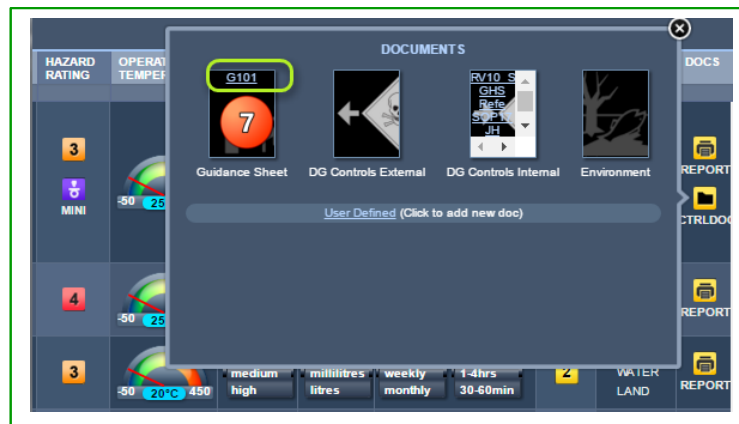 DOCUMENTS
HAZARD RATING
OPERAT
TEMPER
DOCS
G101
7
Guidance Sheet
DG Controls External
RV10 S
GHS
Refe
SOP12
JH
DG Controls Internal
Environment
User Defined (Click to add new doc)
3
MINI
-50 25
REPORT
CTRLDOC
4
-50 25
REPORT
3
-50 20°C 450
medium
high
millilitres
litres
weekly
monthly
1-4hrs
30-60min
2
WATER
LAND
REPORT